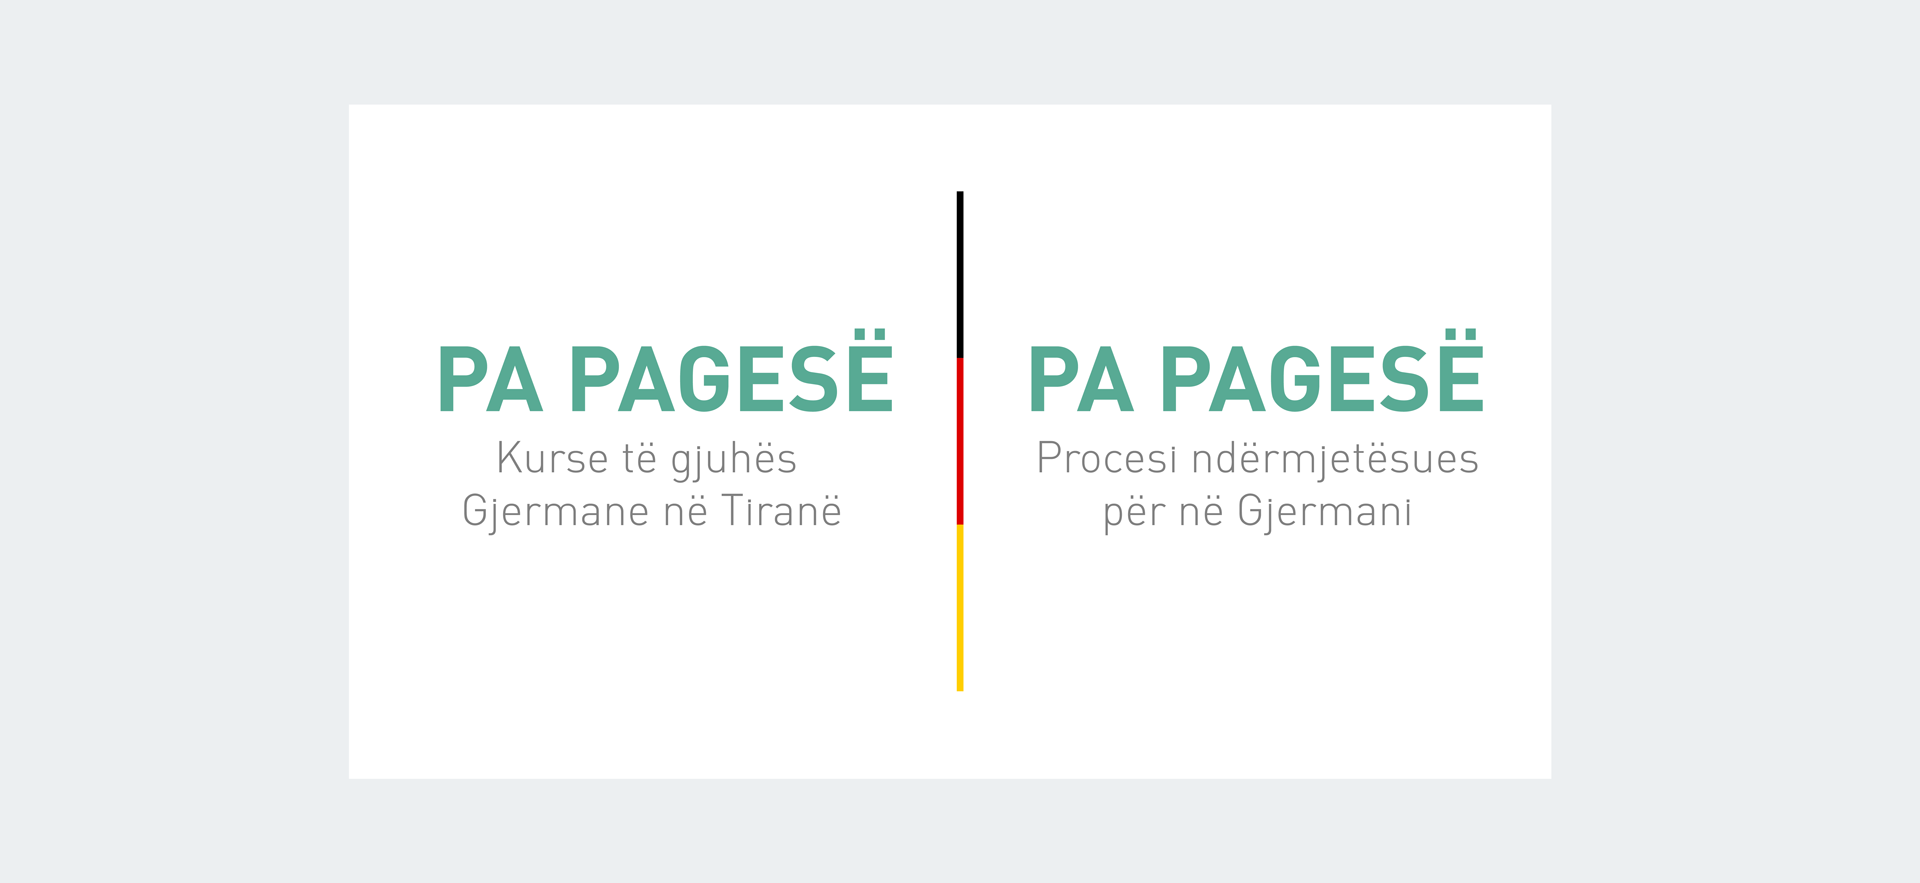 PA PAGESË
Kurse të gjuhës
Gjermane në Tiranë
PA PAGESË
Procesi ndërmjetësues
për në Gjermani